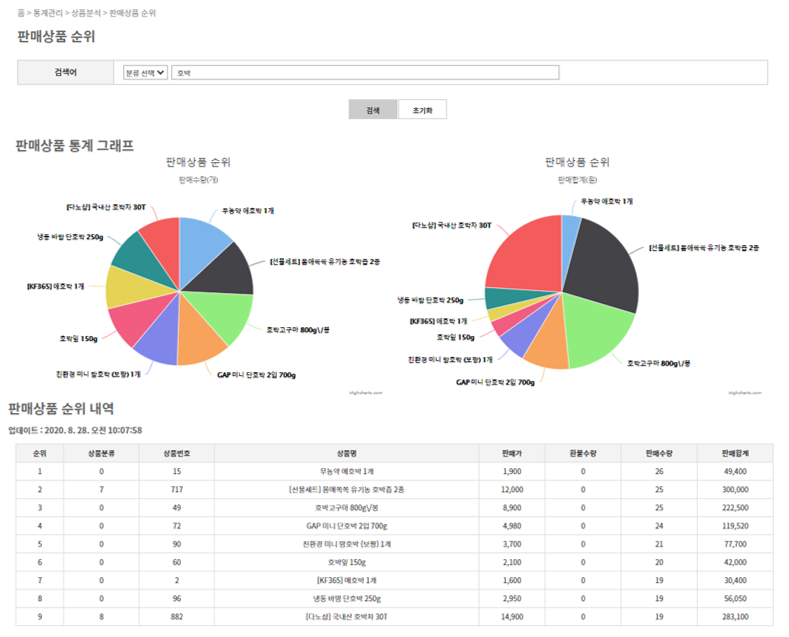 홈 > 통계관리 > 상품분석 > 판매상품 순위
판매상품 순위
검색어 분류 선택 호박
검색 초기화
판매상품 통계 그래프
판매상품 순위
판매수량(개)
무농약 애호박 1개
[선물세트] 몸애쏙쏙 유기농 호박즙 2종
호박고구마 800g\/봉
GAP 미니 단호박 2입 700g
친환경 미니 밤호박 (보짱) 1개
호박잎 150g
[KF365] 애호박 1개
냉동 바람 단호박 250g
[다노샵] 국내산 호박차 30T
Highcharts.com
판매상품 순위
판매합계(원)
무농약 애호박 1개
[선물세트] 몸애쏙쏙 유기농 호박즙 2종
호박고구마 800g\/봉
GAP 미니 단호박 2입 700g
친환경 미니 밤호박 (보짱) 1개
호박잎 150g
[KF365] 애호박 1개
냉동 바람 단호박 250g
[다노샵] 국내산 호박차 30T
Highcharts.com
판매상품 순위 내역
업데이트 : 2020. 8. 28. 오전 10:07:58
순위 상품분류 상품번호 상품명 판매가 환불수량 판매수량 판매합계
1 0 15 무농약 애호박 1개 1,900 0 26 49,400
2 7 717 [선물세트] 몸애쏙쏙 유기농 호박즙 2종 12,000 0 25 300,000
3 0 49 호박고구마 800g\/봉 8,900 0 25 222,500
4 0 72 GAP 미니 단호박 2입 700g 4,980 0 24 119,520
5 0 90 친환경 미니 밤호박 (보짱) 1개 3,700 0 21 77,700
6 0 60 호박잎 150g 2,100 0 20 42,000
7 0 2 [KF365] 애호박 1개 1,600 0 19 30,400
8 0 96 냉동 바람 단호박 250g 2,950 0 19 56,050
9 8 882 [다노샵] 국내산 호박차 30T 14,900 0 19 283,100